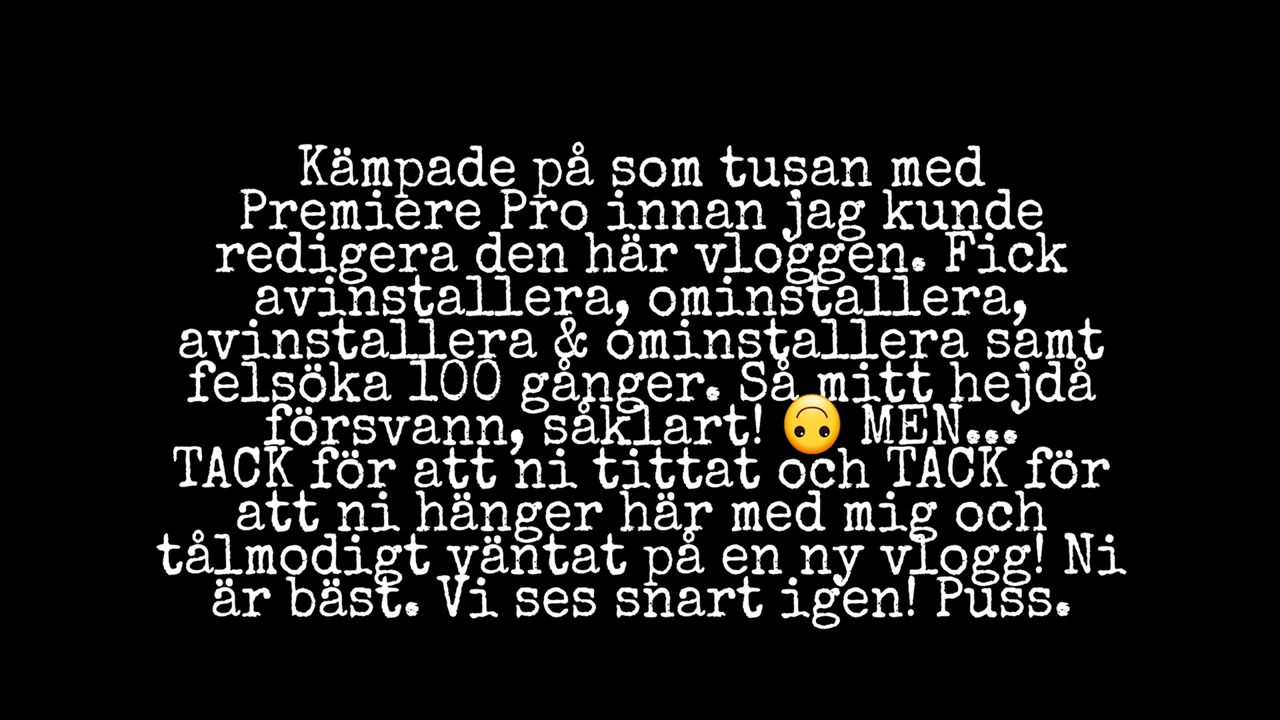 Kämpade på som tusan med
Premiere Pro innan jag kunde
redigera den här vloggen. Fick
avinstallera, ominstallera,
avinstallera & ominstallera samt
felsöka 100 gånger. Så mitt hejdå
försvann, såklart! 🙃 MEN...
TACK för att ni tittat och TACK för
att ni hänger här med mig och
tålmodigt väntat på en ny vlogg! Ni
är bäst. Vi ses snart igen! Puss.